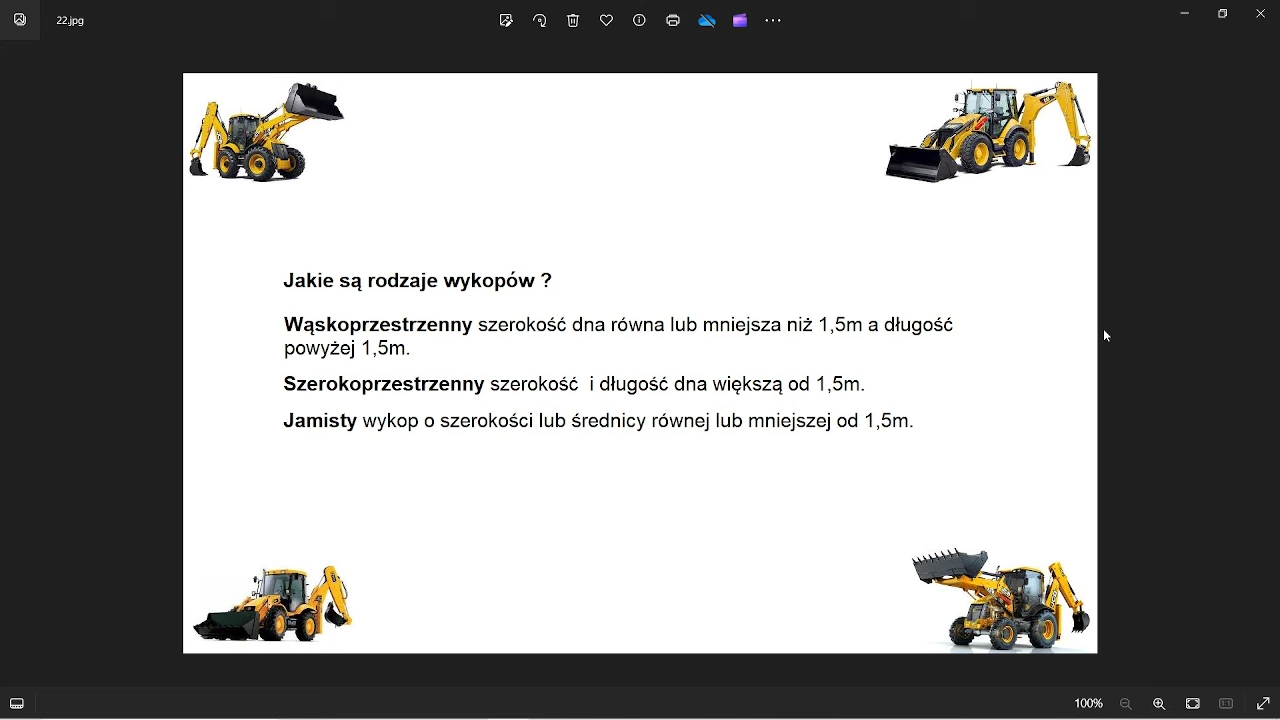 22.jpg
Jakie są rodzaje wykopów ?
Wąskoprzestrzenny szerokość dna równa lub mniejsza niż 1,5m a długość
powyżej 1,5m.
Szerokoprzestrzenny szerokość  i długość dna większą od 1,5m.
Jamisty wykop o szerokości lub średnicy równej lub mniejszej od 1,5m.
100%